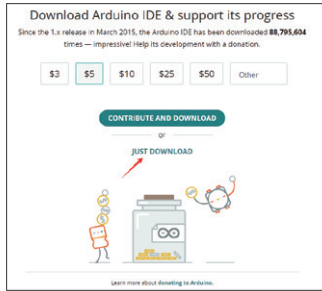 Download Arduino IDE & support its progress
Since the 1.x release in March 2015, the Arduino IDE has been downloaded 88,795,604
times — impressive! Help its development with a donation.
$3 $5 $10 $25 $50 Other
CONTRIBUTE AND DOWNLOAD
or
JUST DOWNLOAD
Learn more about donating to Arduino.